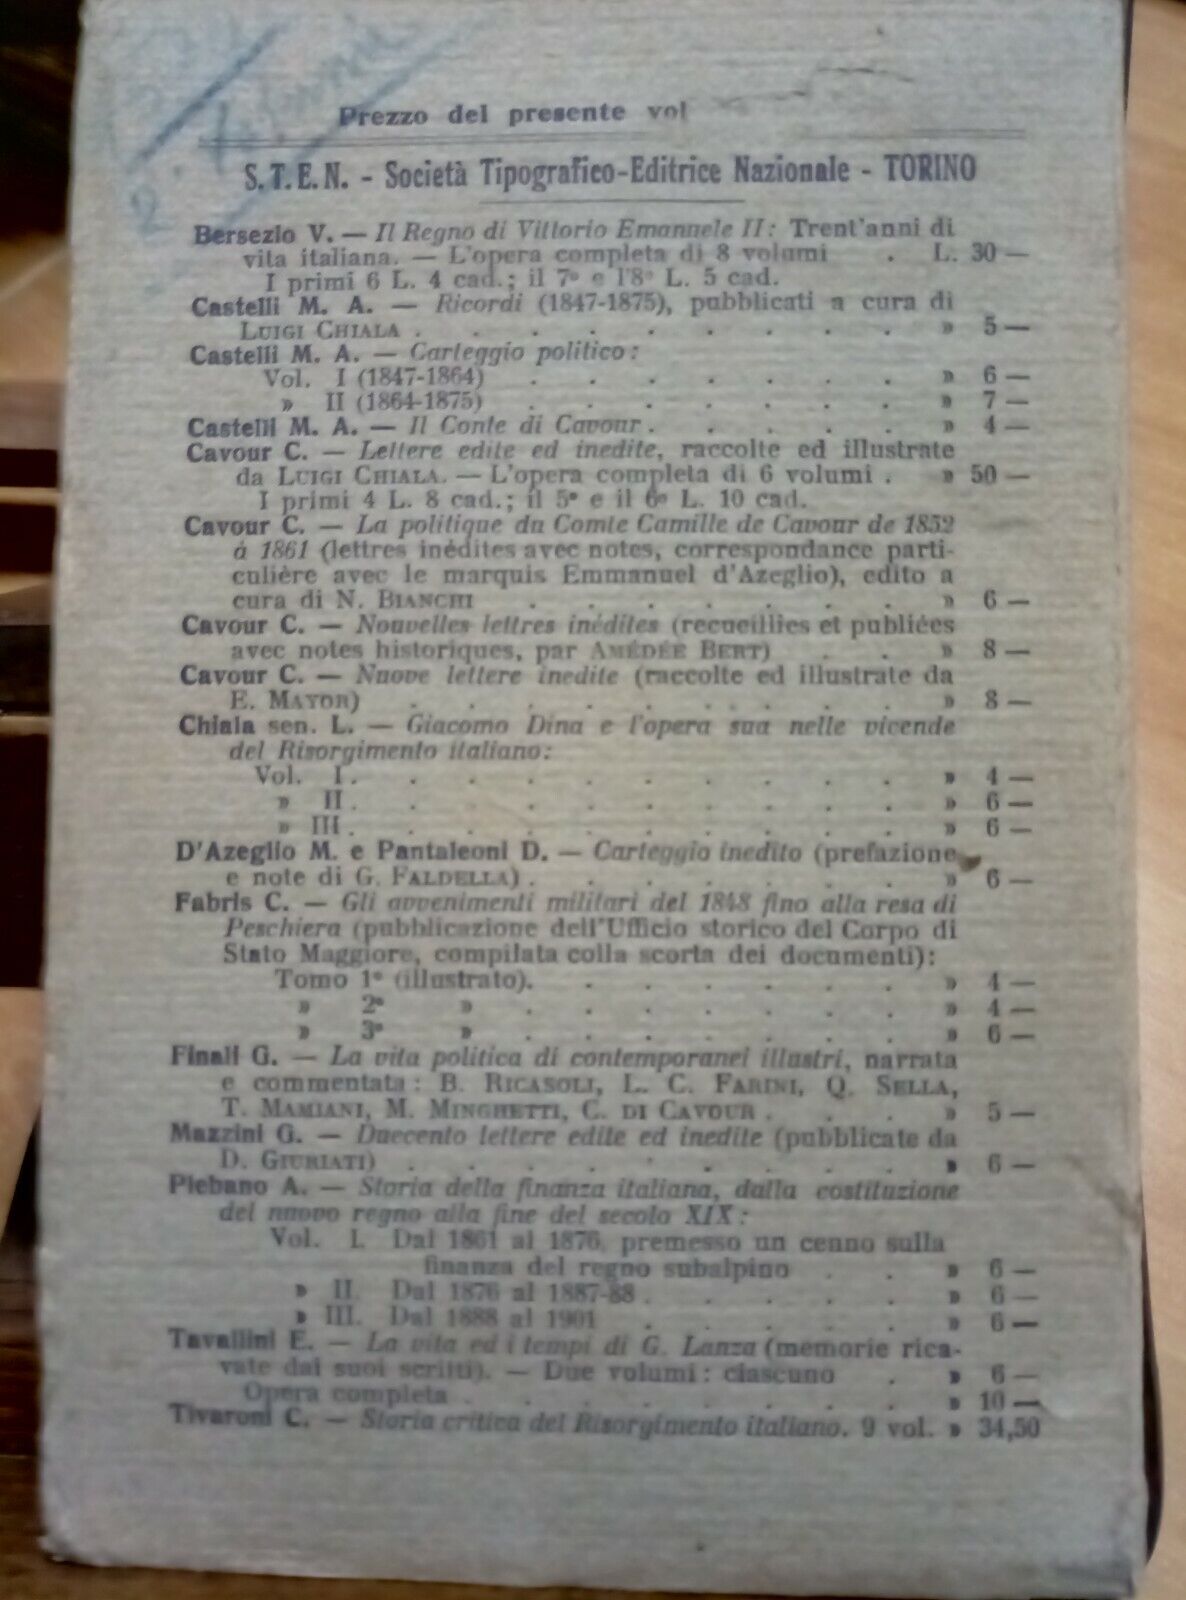 Prezzo del presente vol
S.T.E.N. - Società Tipografico-Editrice Nazionale - TORINO
Bersezio V. — Il Regno di Vittorio Emanuele II: Trent'anni di
vita italiana. — L'opera completa di 8 volumi . L. 30 —
I primi 6 L. 4 cad.; il 7º e l'8º L. 5 cad.
Castelli M. A. — Ricordi (1847-1875), pubblicati a cura di
LUIGI CHIALA . . . . . . . . . » 5 —
Castelli M. A. — Carteggio politico:
Vol. I (1847-1864) . . . . . . . » 6 —
» II (1864-1875) . . . . . . . » 7 —
Castelli M. A. — Il Conte di Cavour . . . . . » 4 —
Cavour C. — Lettere edite ed inedite, raccolte ed illustrate
da LUIGI CHIALA. — L'opera completa di 6 volumi . » 50 —
I primi 4 L. 8 cad.; il 5º e il 6º L. 10 cad.
Cavour C. — La politique du Comte Camille de Cavour de 1852
à 1861 (lettres inédites avec notes, correspondance parti-
culière avec le marquis Emmanuel d'Azeglio), edito a
cura di N. BIANCHI . . . . . . . » 6 —
Cavour C. — Nouvelles lettres inédites (recueillies et publiées
avec notes historiques, par AMÉDÉE BERT) . . » 8 —
Cavour C. — Nuove lettere inedite (raccolte ed illustrate da
E. MAYOR) . . . . . . . . . » 8 —
Chiala sen. L. — Giacomo Dina e l'opera sua nelle vicende
del Risorgimento italiano:
Vol. I . . . . . . . . . . » 4 —
» II . . . . . . . . . . » 6 —
» III . . . . . . . . . . » 6 —
D'Azeglio M. e Pantaleoni D. — Carteggio inedito (prefazione
e note di G. FALDELLA) . . . . . . . » 6 —
Fabris C. — Gli avvenimenti militari del 1848 fino alla resa di
Peschiera (pubblicazione dell'Ufficio storico del Corpo di
Stato Maggiore, compilata colla scorta dei documenti):
Tomo 1º (illustrato). . . . . . . » 4 —
» 2º » . . . . . . . » 4 —
» 3º » . . . . . . . » 6 —
Finali G. — La vita politica di contemporanei illustri, narrata
e commentata: B. RICASOLI, L. C. FARINI, Q. SELLA,
T. MAMIANI, M. MINGHETTI, C. DI CAVOUR . . . » 5 —
Mazzini G. — Duecento lettere edite ed inedite (pubblicate da
D. GIURIATI) . . . . . . . . . » 6 —
Plebano A. — Storia della finanza italiana, dalla costituzione
del nuovo regno alla fine del secolo XIX:
Vol. I. Dal 1861 al 1876, premesso un cenno sulla
finanza del regno subalpino . . » 6 —
» II. Dal 1876 al 1887-88 . . . . . » 6 —
» III. Dal 1888 al 1901 . . . . . » 6 —
Tavallini E. — La vita ed i tempi di G. Lanza (memorie rica-
vate dai suoi scritti). — Due volumi: ciascuno . » 6 —
Opera completa . . . . . . . . » 10 —
Tivaroni C. — Storia critica del Risorgimento italiano. 9 vol. » 34,50